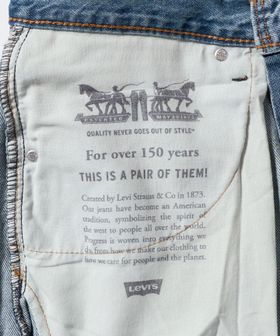 QUALITY NEVER GOES OUT OF STYLE®
For over 150 years
THIS IS A PAIR OF THEM!
Created by Levi Strauss & Co in 1873.
Our jeans have become an American
tradition, symbolizing the spirit of
the west to people all over the world.
Progress is woven into everything we
do from how we make our clothing to
how we care for people and the planet.
Levi's